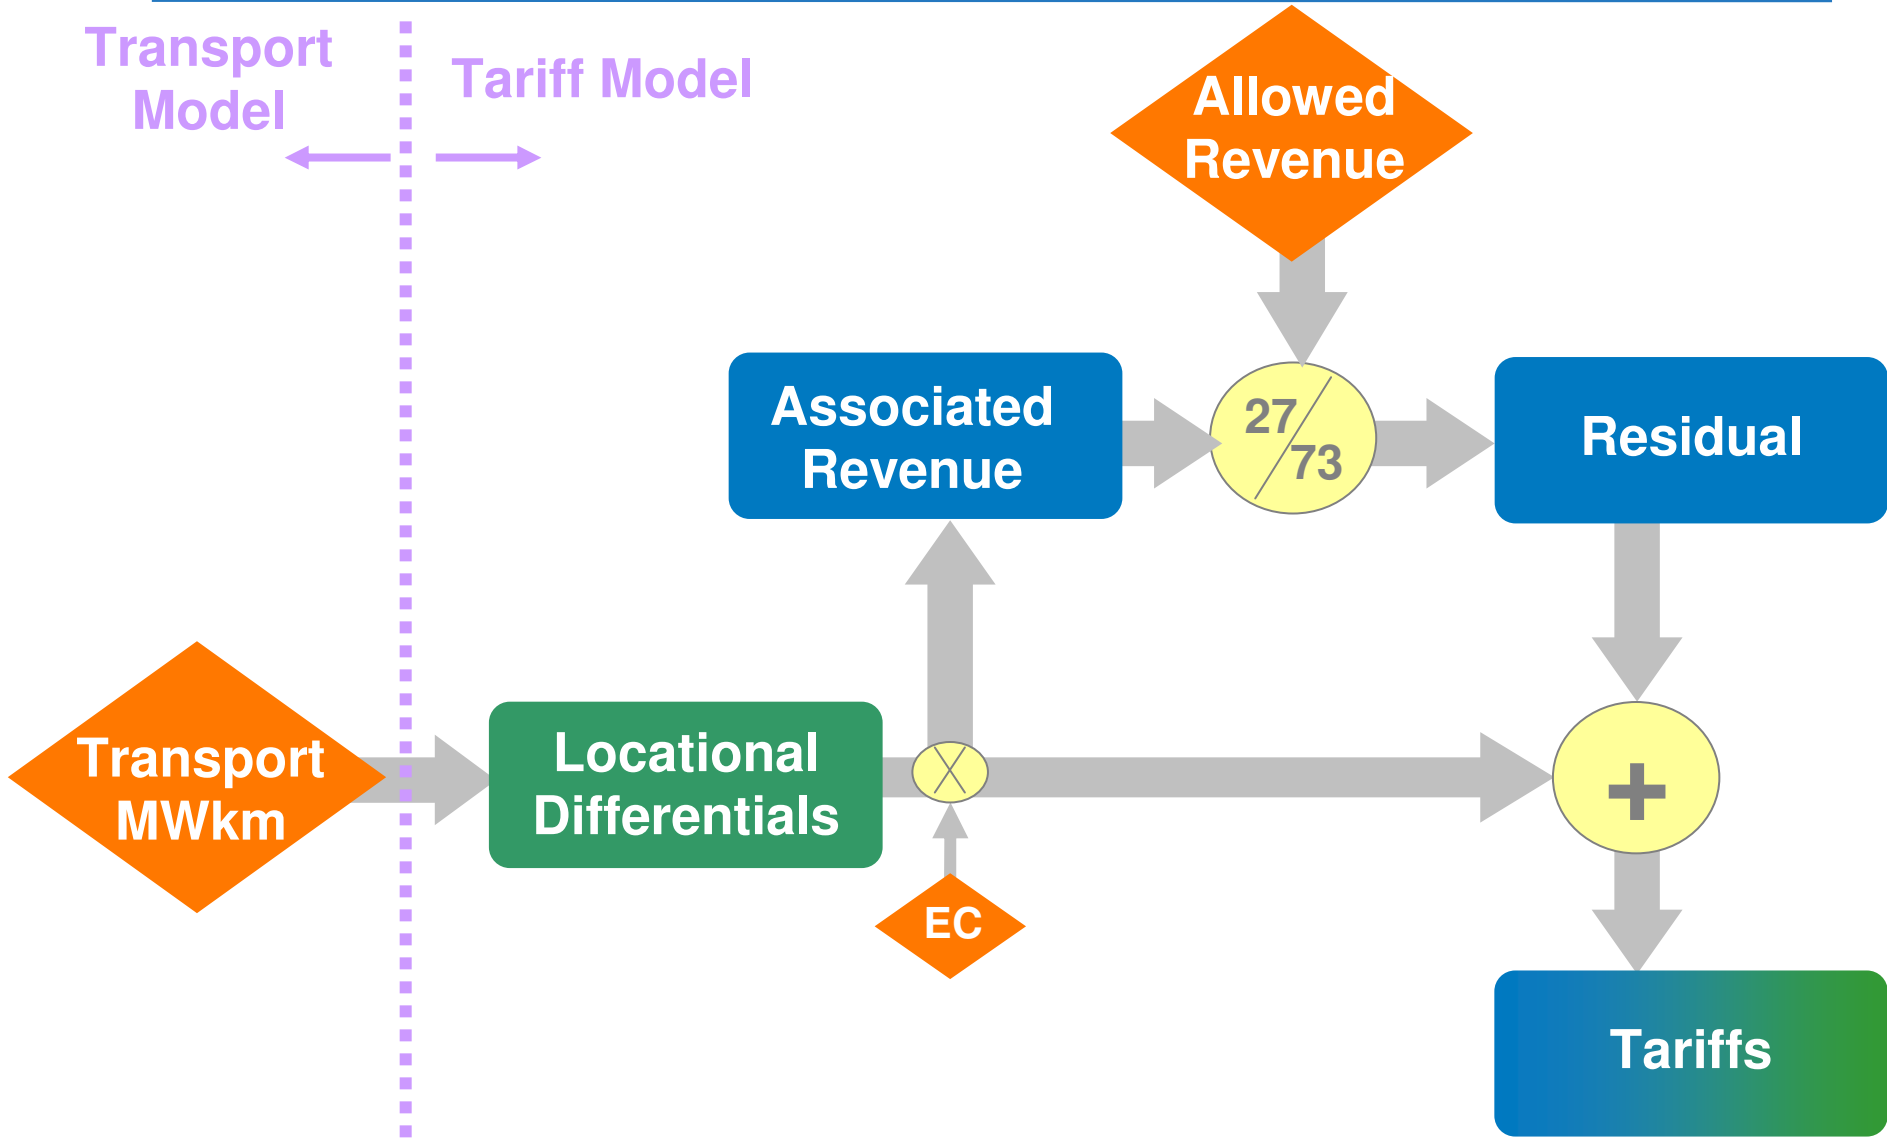 Transport
Model
Tariff Model
Allowed
Revenue
Associated
Revenue
27
73
Residual
Transport
MWkm
Locational
Differentials
X
+
EC
Tariffs